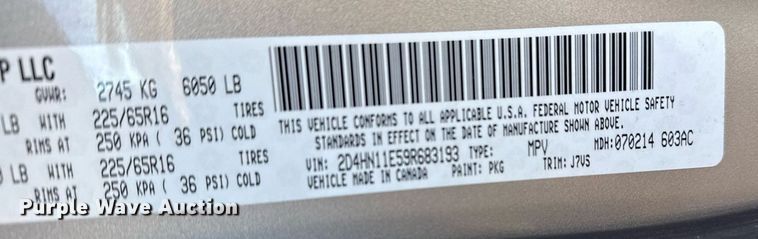 P LLC
GVWR: 2745 KG 6050 LB
LB WITH 225/65R16 TIRES
RIMS AT 250 KPA ( 36 PSI) COLD
LB WITH 225/65R16 TIRES
RIMS AT 250 KPA ( 36 PSI) COLD
THIS VEHICLE CONFORMS TO ALL APPLICABLE U.S.A. FEDERAL MOTOR VEHICLE SAFETY
STANDARDS IN EFFECT ON THE DATE OF MANUFACTURE SHOWN ABOVE.
VIN: 2D4HN11E59R683193 TYPE: MPV MDH: 070214 603AC
VEHICLE MADE IN CANADA PAINT: PKG TRIM: J7V5
Purple Wave Auction